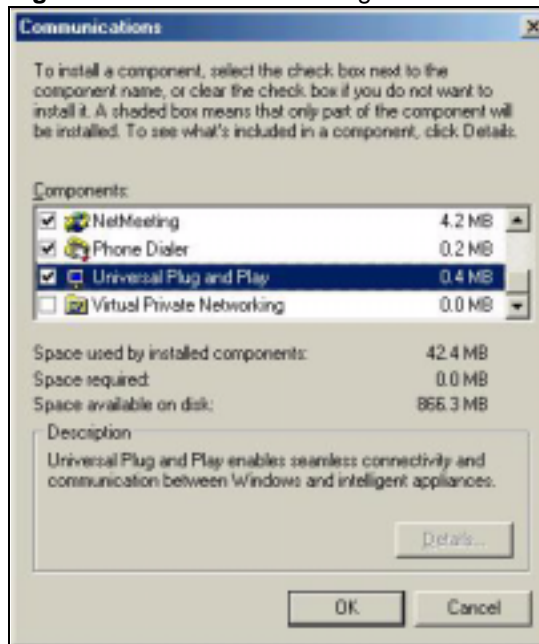 Communications
To install a component, select the check box next to the
component name, or clear the check box if you do not want to
install it. A shaded box means that only part of the component will
be installed. To see what's included in a component, click Details.
Components:
NetMeeting 4.2 MB
Phone Dialer 0.2 MB
Universal Plug and Play 0.4 MB
Virtual Private Networking 0.0 MB
Space used by installed components: 42.4 MB
Space required: 0.0 MB
Space available on disk: 866.3 MB
Description
Universal Plug and Play enables seamless connectivity and
communication between Windows and intelligent appliances.
Details...
OK Cancel